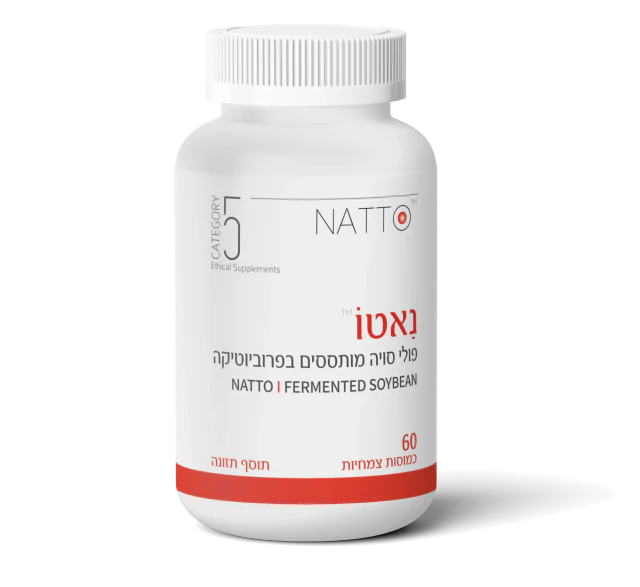 CATEGORY 5
Ethical Supplements
NATTO™
נַאטוֹ™
פולי סויה מותססים בפרוביוטיקה
NATTO | FERMENTED SOYBEAN
60
כמוסות צמחיות
תוסף תזונה